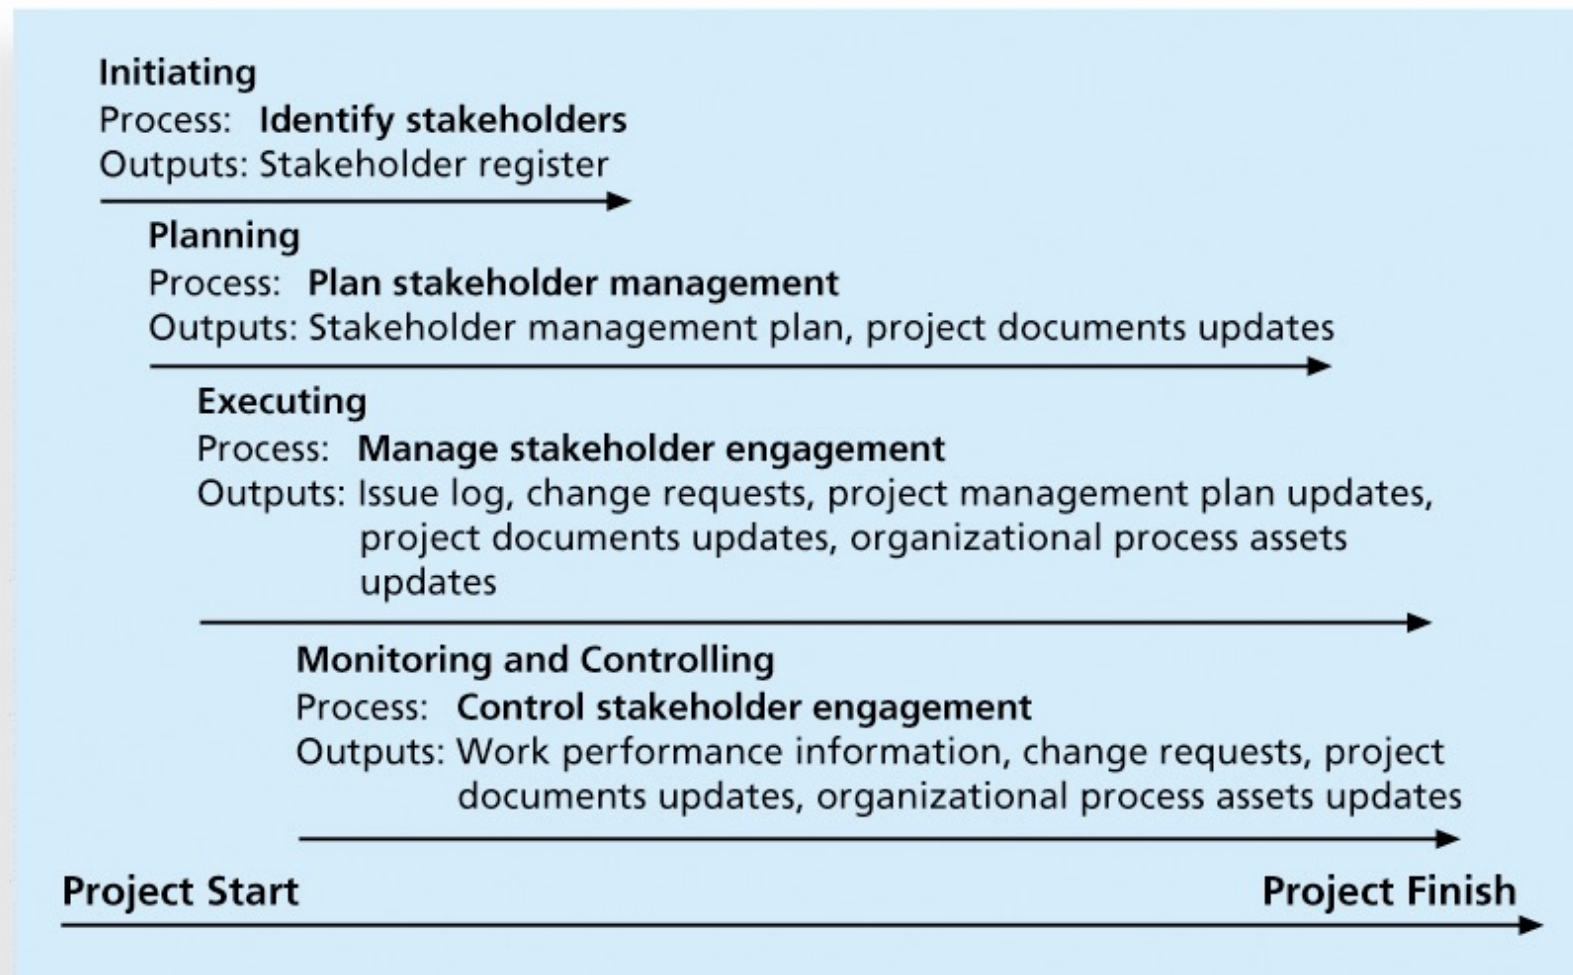 Initiating
Process: Identify stakeholders
Outputs: Stakeholder register
Planning
Process: Plan stakeholder management
Outputs: Stakeholder management plan, project documents updates
Executing
Process: Manage stakeholder engagement
Outputs: Issue log, change requests, project management plan updates,
project documents updates, organizational process assets
updates
Monitoring and Controlling
Process: Control stakeholder engagement
Outputs: Work performance information, change requests, project
documents updates, organizational process assets updates
Project Start Project Finish